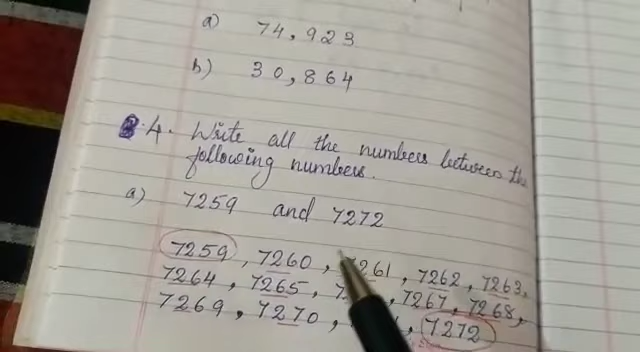 a) 74,923
b) 30,864
Q.4. Write all the numbers between the
following numbers.
a) 7259 and 7272
7259, 7260, 7261, 7262, 7263,
7264, 7265, 7267, 7268,
7269, 7270, 7272